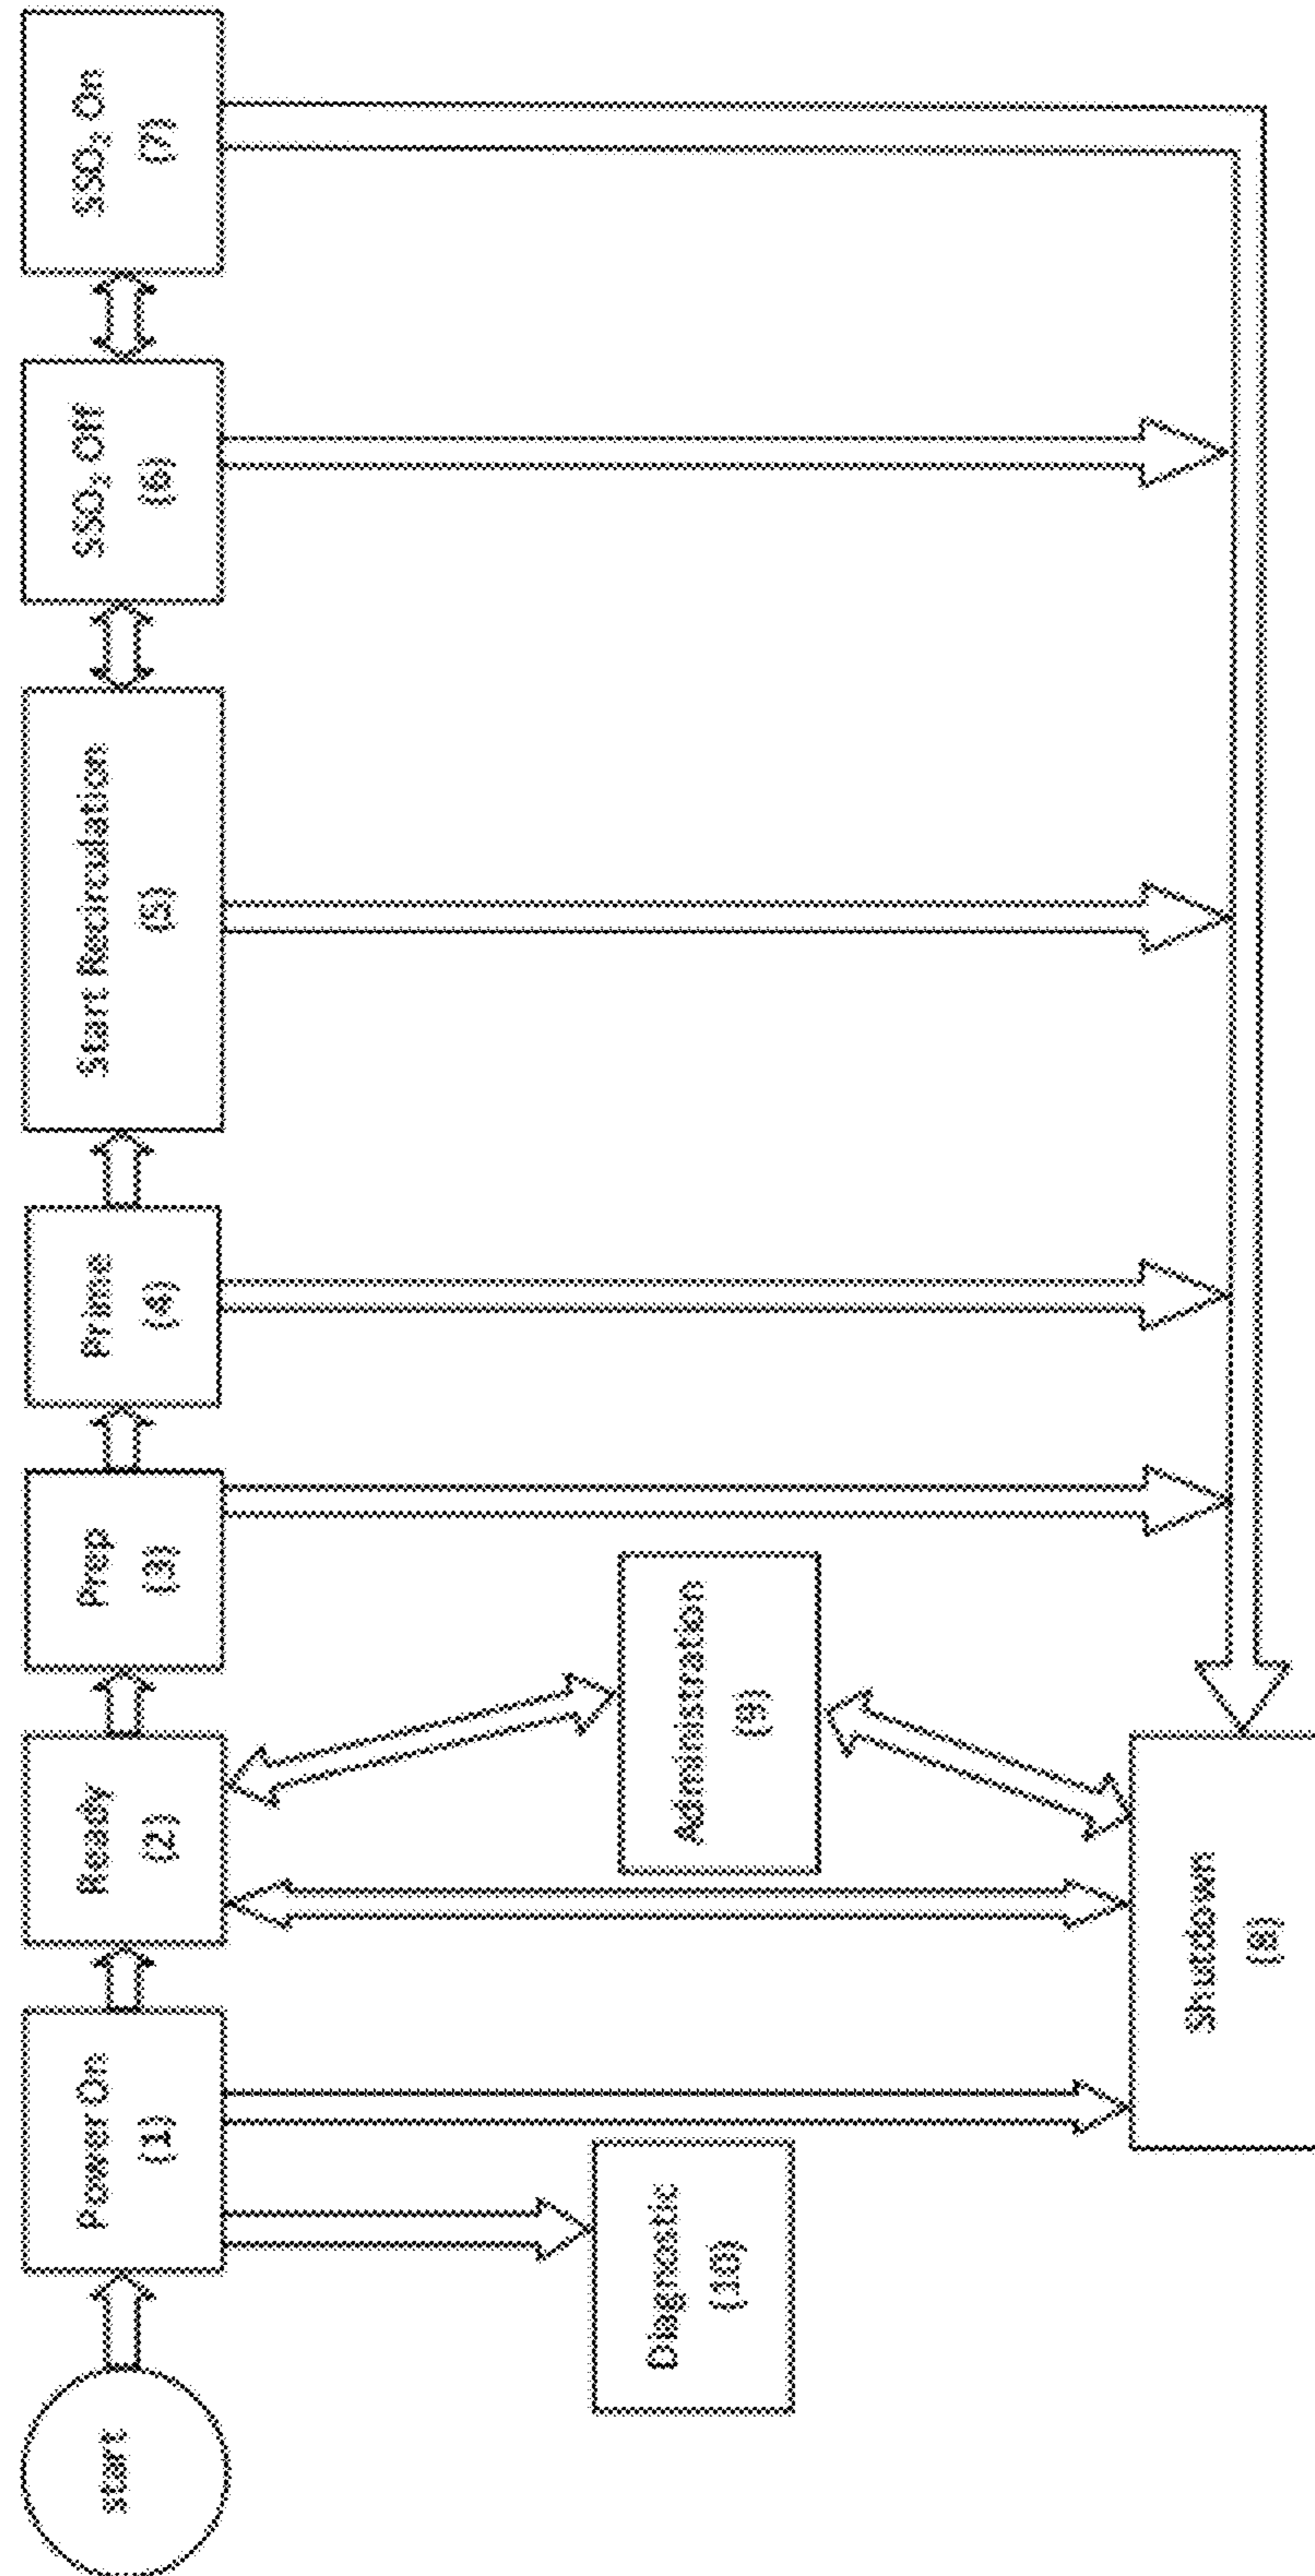 start
Power On
(1)
Ready
(2)
Prep
(3)
Prime
(4)
Start Recirculation
(5)
SSO₂ Off
(6)
SSO₂ On
(7)
Diagnostic
(10)
Administration
(9)
Shutdown
(8)